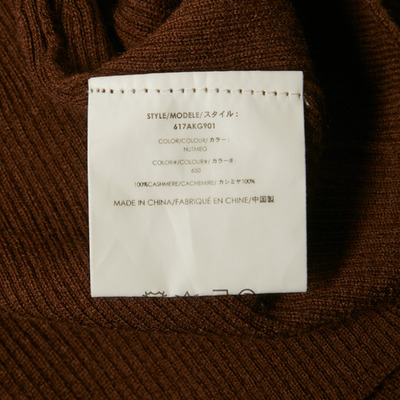 STYLE/MODELE/スタイル :
617AKG901
COLOR/COLOUR/ カラー :
NUTMEG
COLOR#/COLOUR#/ カラー#:
650
100%CASHMERE/CACHEMIRE/ カシミヤ100%
MADE IN CHINA/FABRIQUÉ EN CHINE/中国製